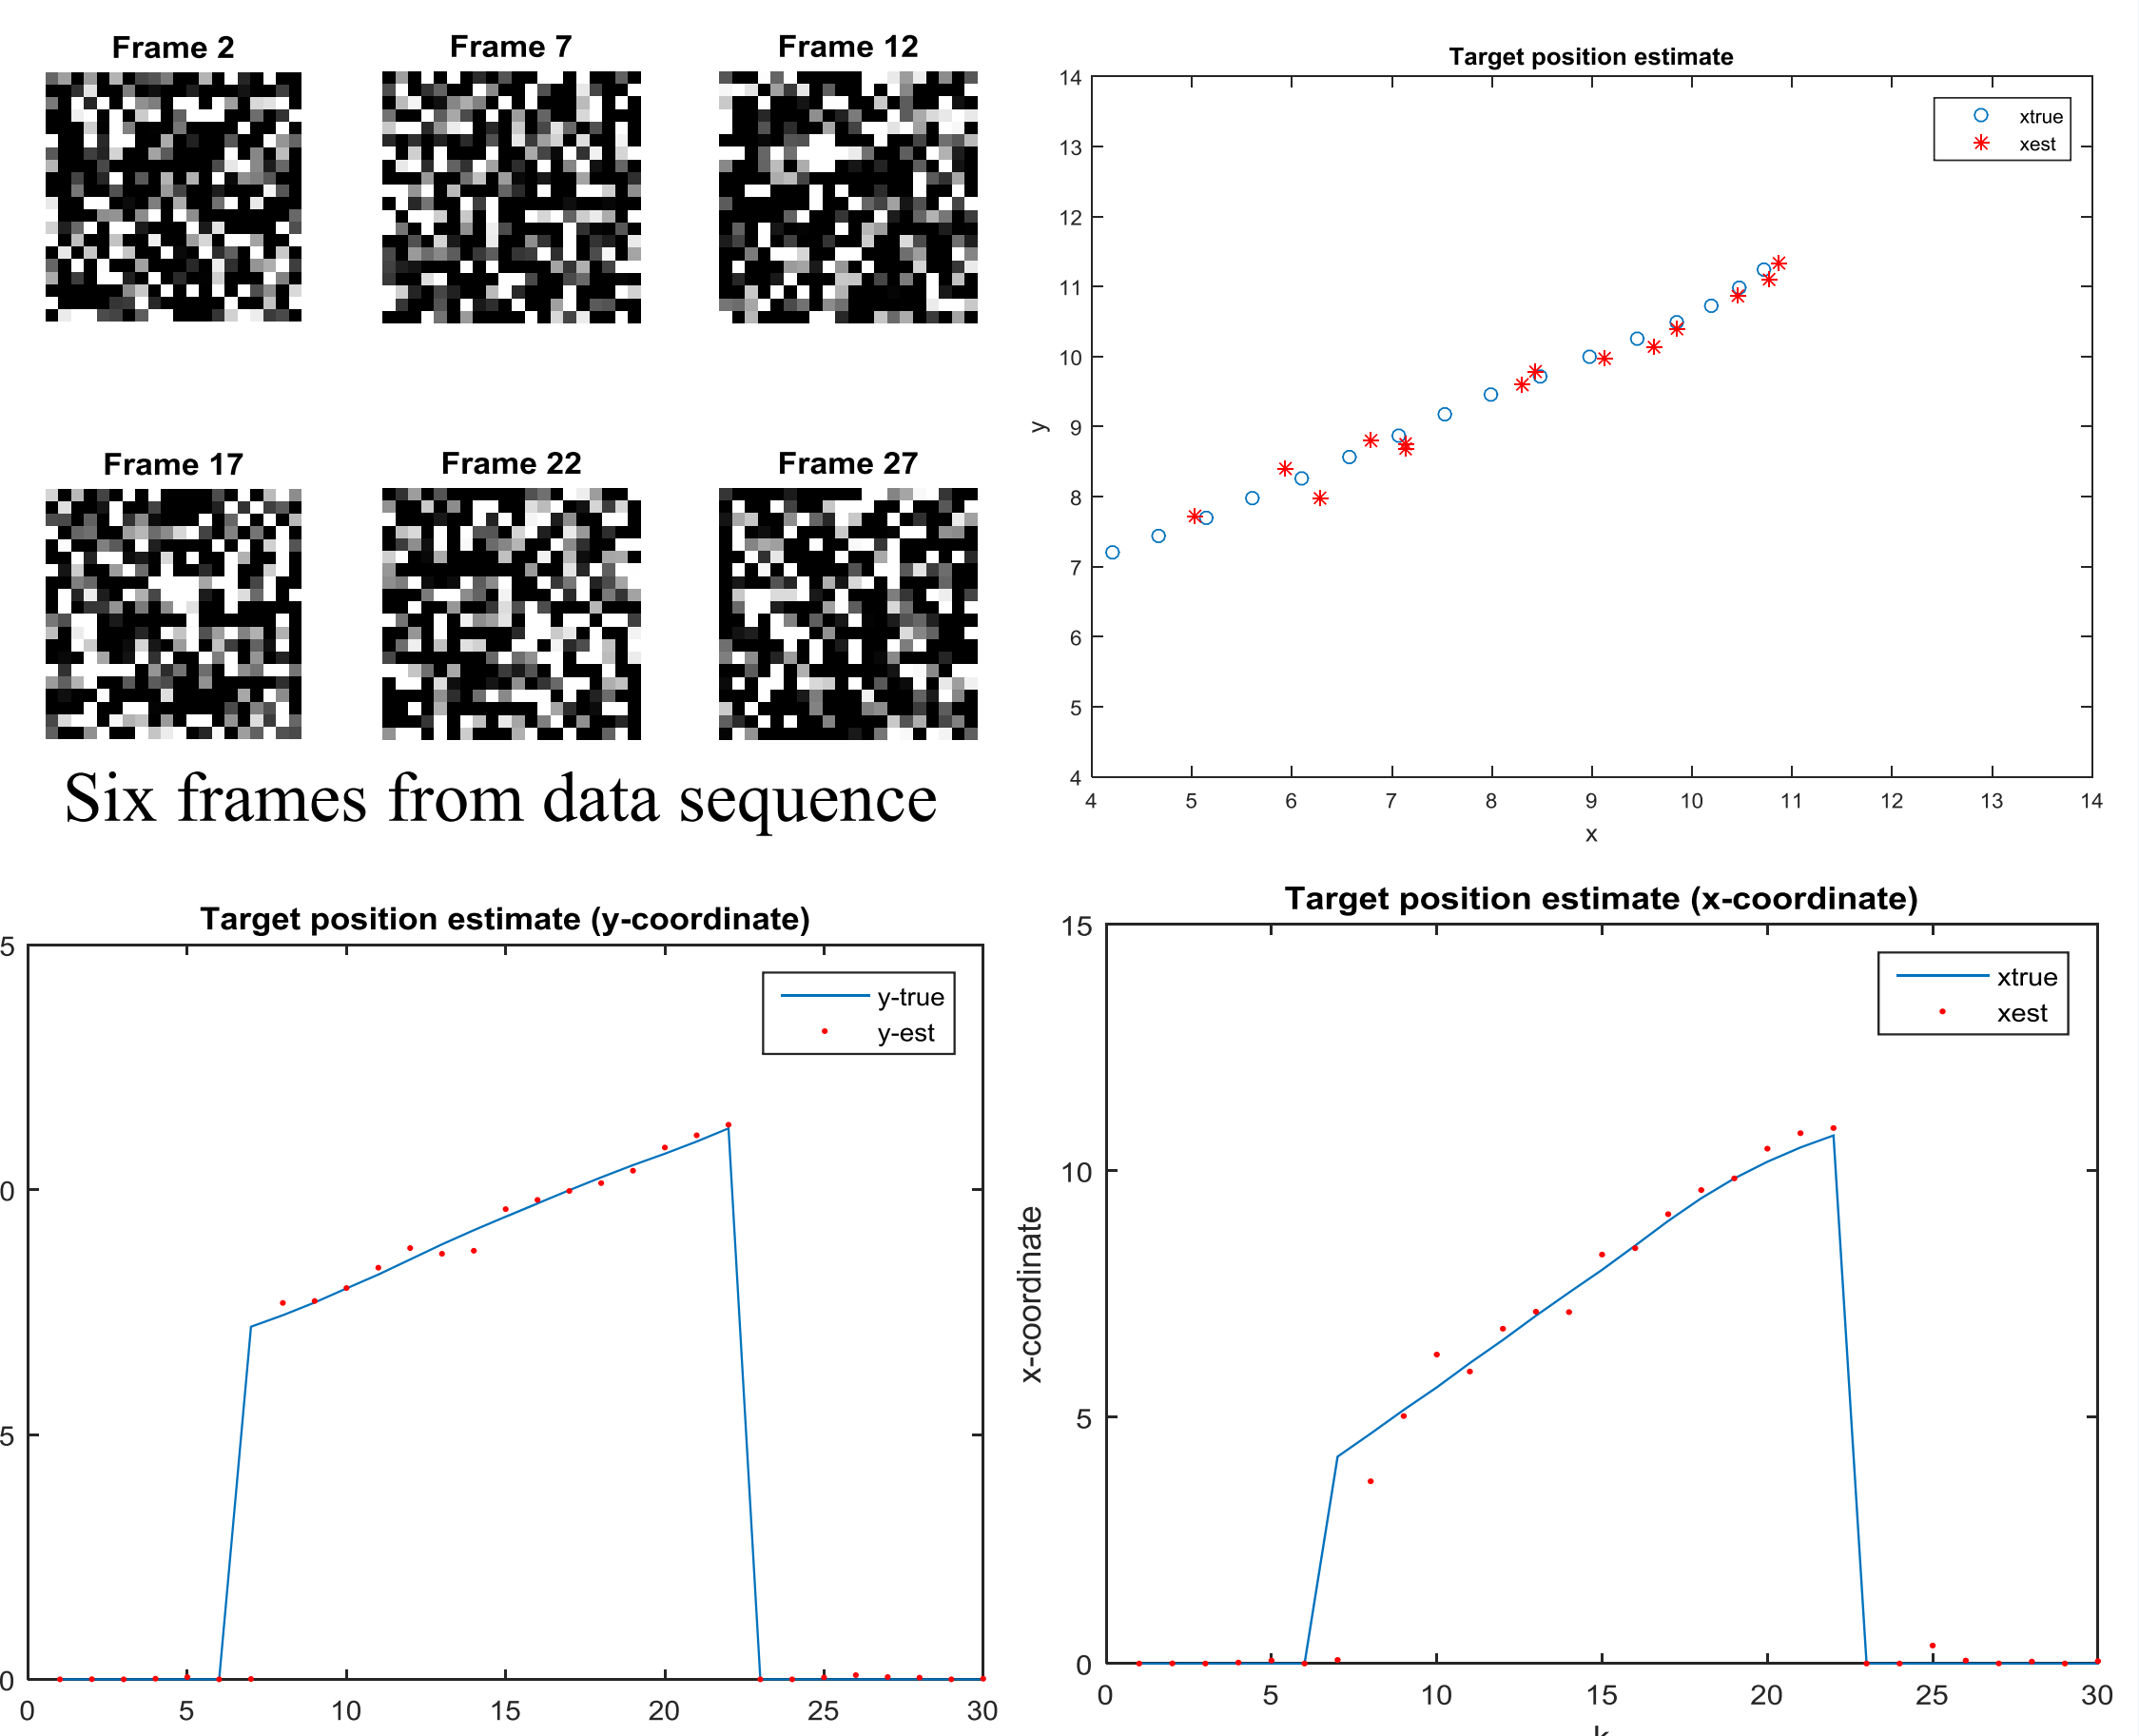 Frame 2
Frame 7
Frame 12
Frame 17
Frame 22
Frame 27
Six frames from data sequence
Target position estimate
14
13
12
11
10
9
8
7
6
5
4
y
xtrue
xest
4 5 6 7 8 9 10 11 12 13 14
x
Target position estimate (y-coordinate)
5
0
5
0
y-true
y-est
0 5 10 15 20 25 30
Target position estimate (x-coordinate)
15
10
5
0
x-coordinate
xtrue
xest
0 5 10 15 20 25 30